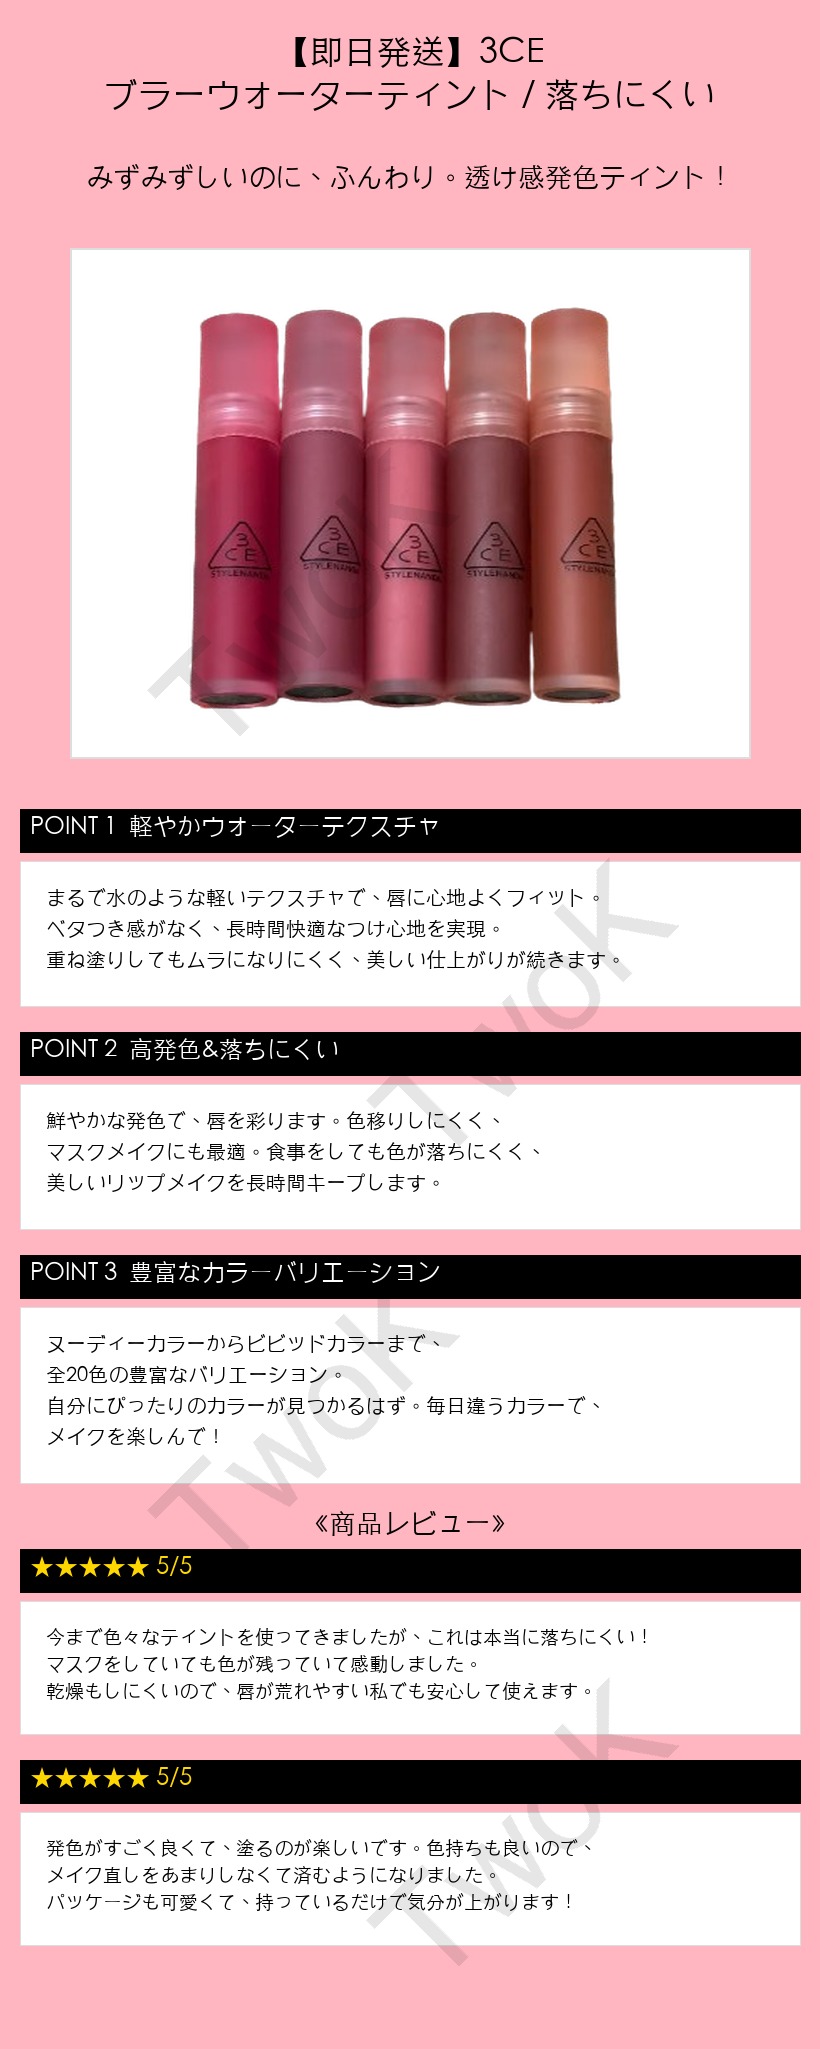 【即日発送】3CE
ブラーウォーターティント / 落ちにくい
みずみずしいのに、ふんわり。透け感発色ティント！
3
CE
STYLENANDA
3
CE
STYLENANDA
3
CE
STYLENANDA
3
CE
STYLENANDA
3
CE
STYLENANDA
TwoK
POINT 1 軽やかウォーターテクスチャ
まるで水のような軽いテクスチャで、唇に心地よくフィット。
ベタつき感がなく、長時間快適なつけ心地を実現。
重ね塗りしてもムラになりにくく、美しい仕上がりが続きます。
TwoK
POINT 2 高発色&落ちにくい
鮮やかな発色で、唇を彩ります。色移りしにくく、
マスクメイクにも最適。食事をしても色が落ちにくく、
美しいリップメイクを長時間キープします。
POINT 3 豊富なカラーバリエーション
ヌーディーカラーからビビッドカラーまで、
全20色の豊富なバリエーション。
自分にぴったりのカラーが見つかるはず。毎日違うカラーで、
メイクを楽しんで！
TwoK
《商品レビュー》
★★★★★ 5/5
今まで色々なティントを使ってきましたが、これは本当に落ちにくい！
マスクをしていても色が残っていて感動しました。
乾燥もしにくいので、唇が荒れやすい私でも安心して使えます。
★★★★★ 5/5
発色がすごく良くて、塗るのが楽しいです。色持ちも良いので、
メイク直しをあまりしなくて済むようになりました。
パッケージも可愛くて、持っているだけで気分が上がります！
TwoK